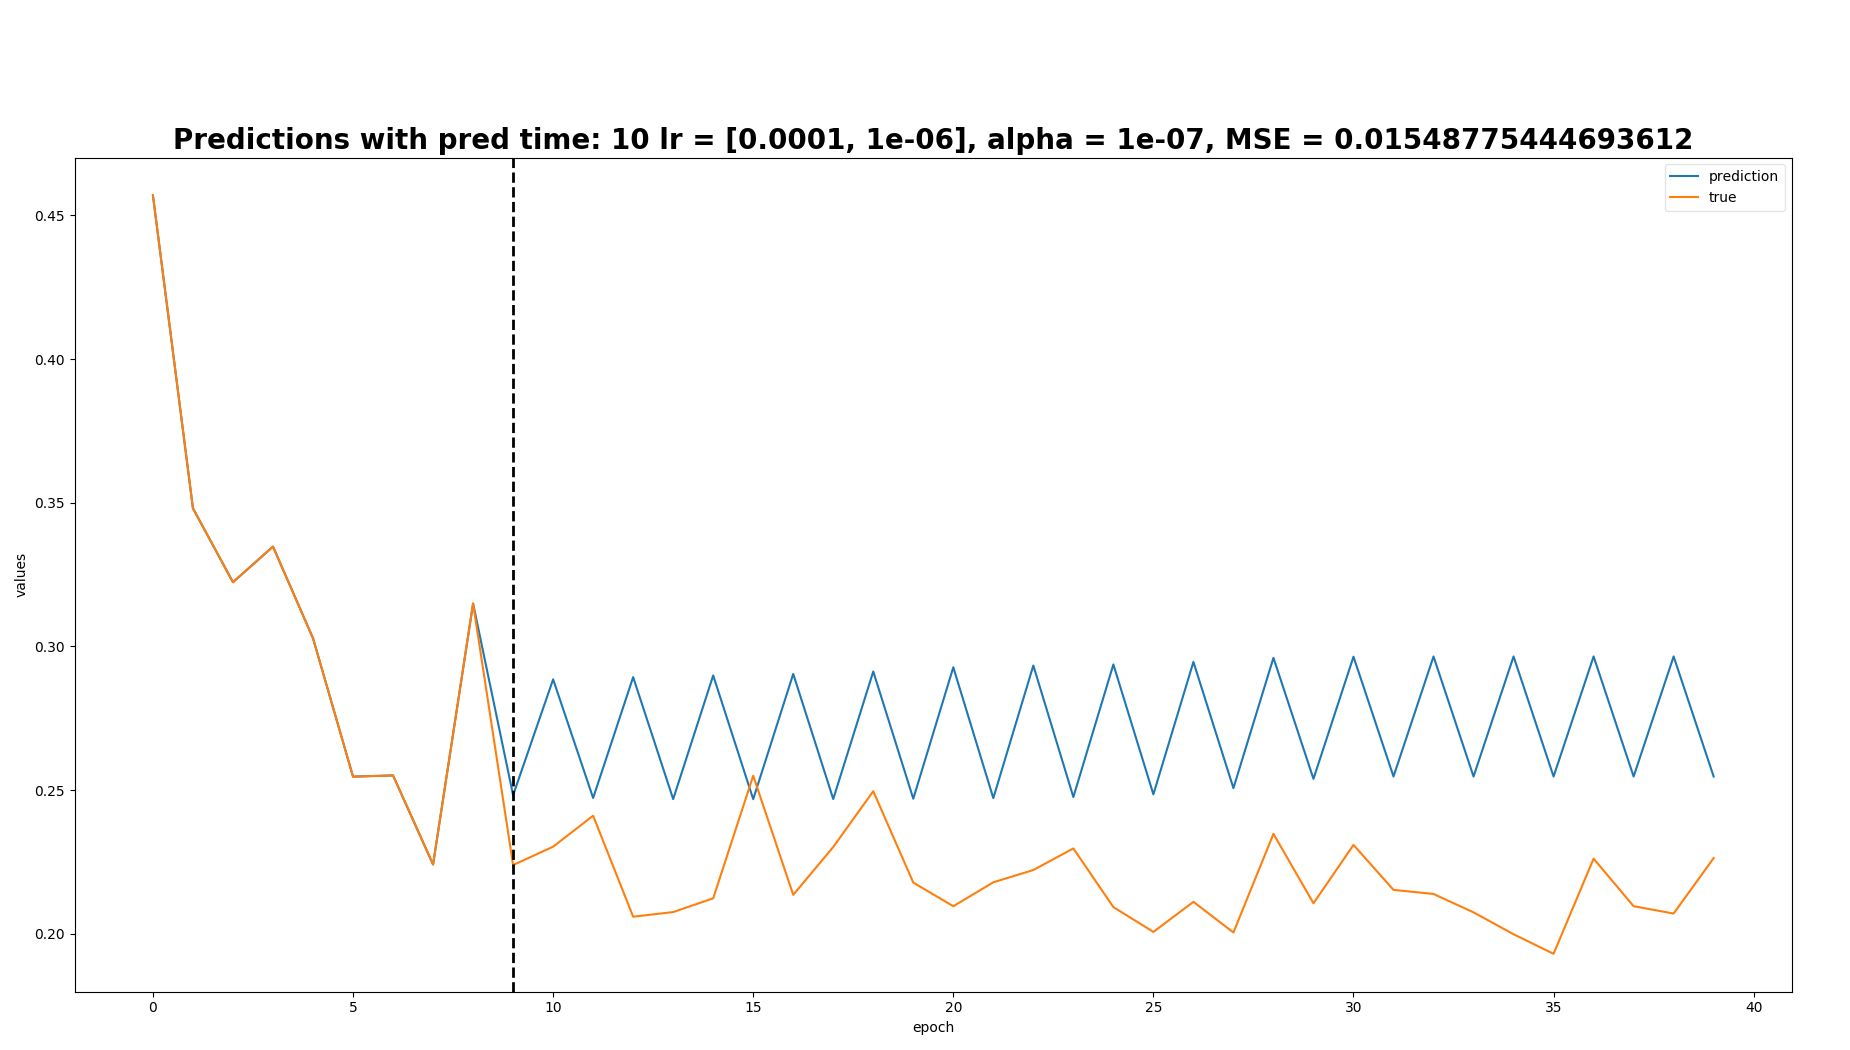 Predictions with pred time: 10 lr = [0.0001, 1e-06], alpha = 1e-07, MSE = 0.01548775444693612
prediction
true
0.45
0.40
0.35
0.30
0.25
0.20
values
0 5 10 15 20 25 30 35 40
epoch